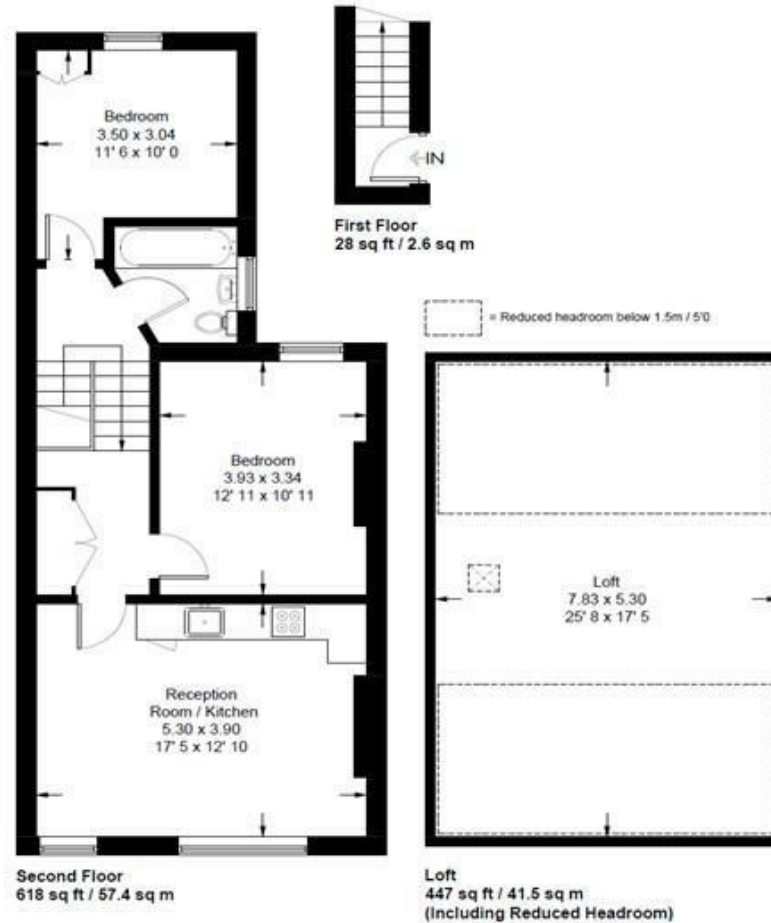 Bedroom
3.50 x 3.04
11' 6 x 10' 0
IN
First Floor
28 sq ft / 2.6 sq m
= Reduced headroom below 1.5m / 5'0
Bedroom
3.93 x 3.34
12' 11 x 10' 11
Loft
7.83 x 5.30
25' 8 x 17' 5
Reception
Room / Kitchen
5.30 x 3.90
17' 5 x 12' 10
Second Floor
618 sq ft / 57.4 sq m
Loft
447 sq ft / 41.5 sq m
(Including Reduced Headroom)